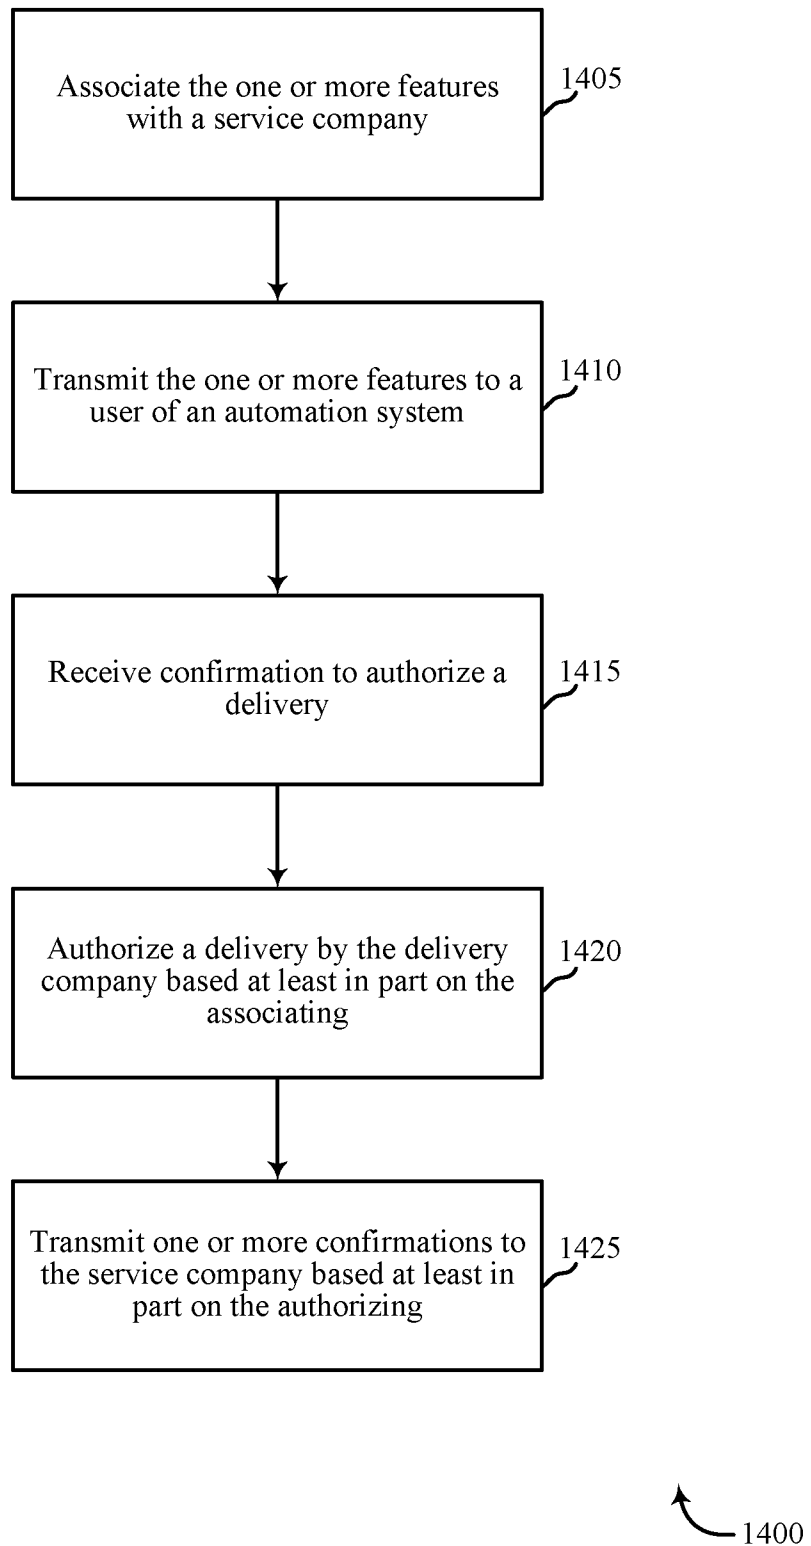 Associate the one or more features
with a service company
1405
Transmit the one or more features to a
user of an automation system
1410
Receive confirmation to authorize a
delivery
1415
Authorize a delivery by the delivery
company based at least in part on the
associating
1420
Transmit one or more confirmations to
the service company based at least in
part on the authorizing
1425
1400